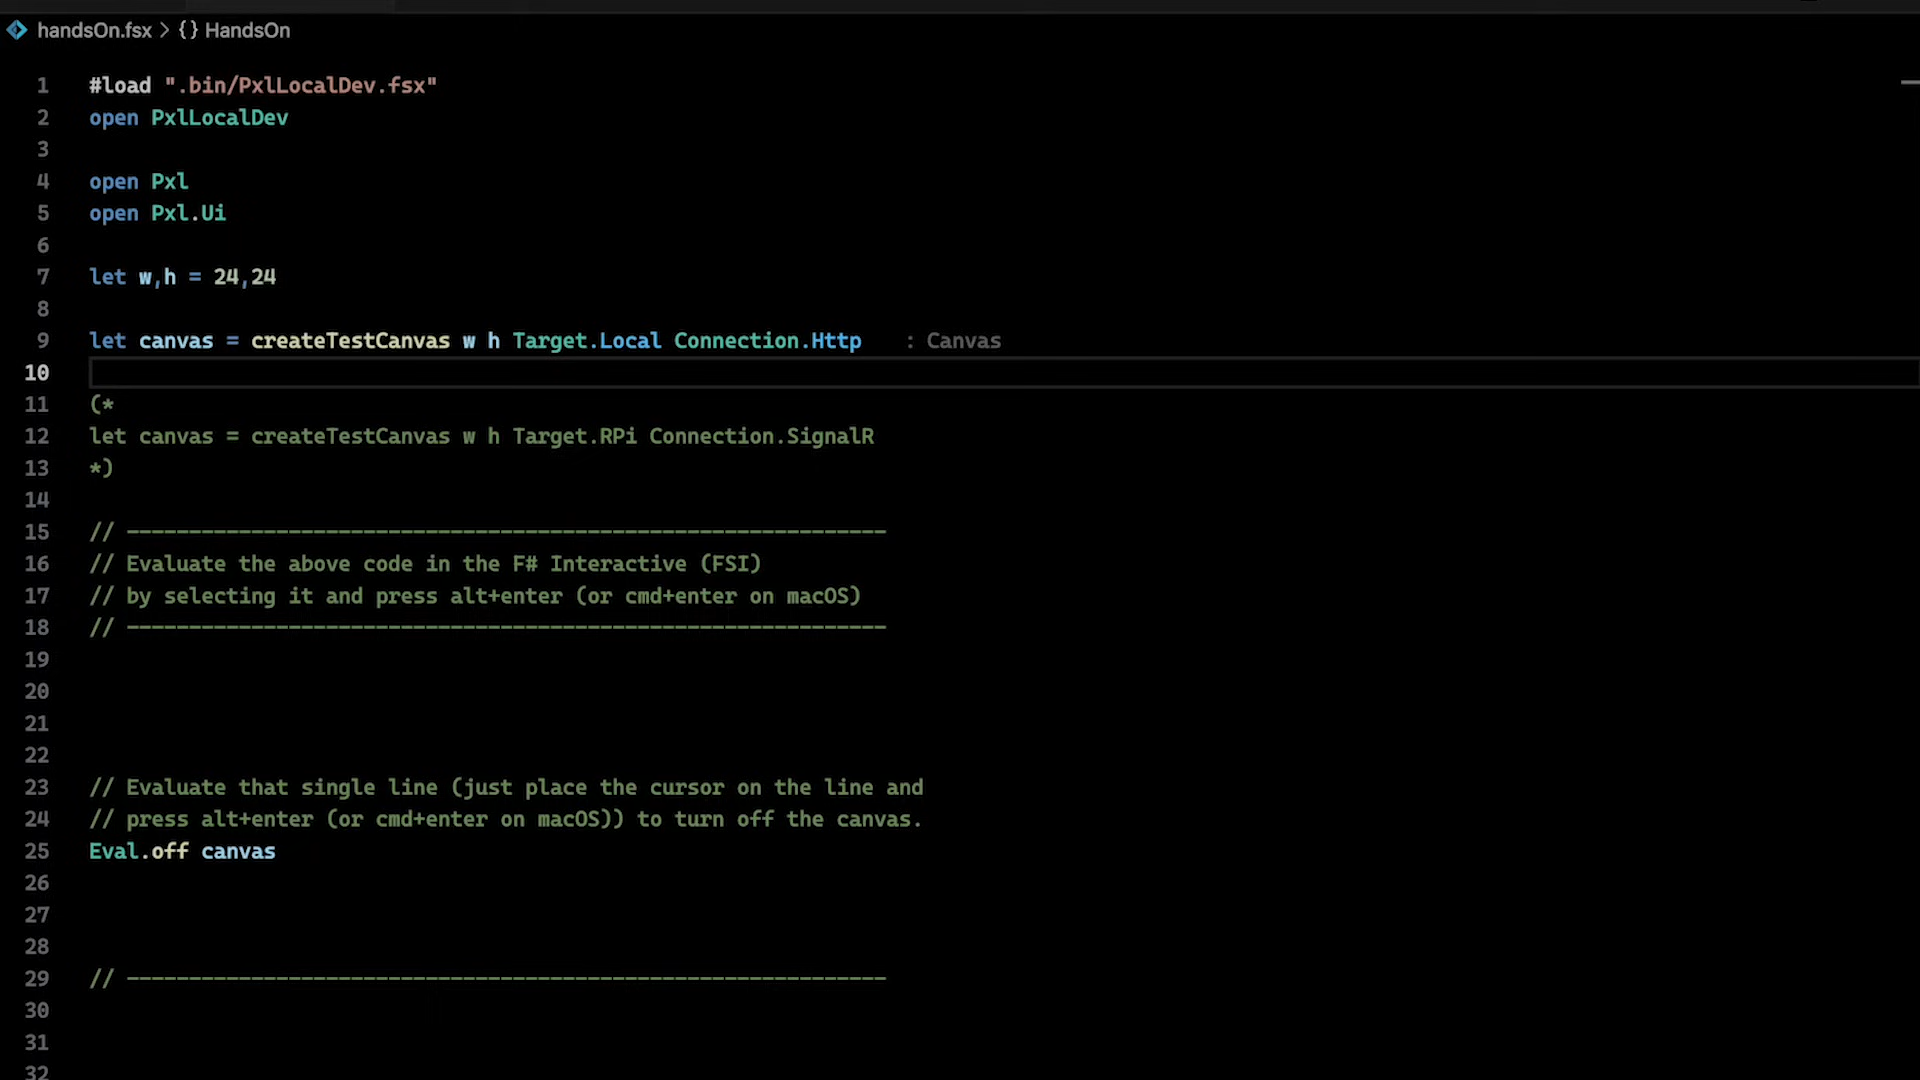 handsOn.fsx > {} HandsOn
1 #load ".bin/PxlLocalDev.fsx"
2 open PxlLocalDev
3
4 open Pxl
5 open Pxl.Ui
6
7 let w,h = 24,24
8
9 let canvas = createTestCanvas w h Target.Local Connection.Http : Canvas
10
11 (*
12 let canvas = createTestCanvas w h Target.RPi Connection.SignalR
13 *)
14
15 // -------------------------------------------------------------
16 // Evaluate the above code in the F# Interactive (FSI)
17 // by selecting it and press alt+enter (or cmd+enter on macOS)
18 // -------------------------------------------------------------
19
20
21
22
23 // Evaluate that single line (just place the cursor on the line and
24 // press alt+enter (or cmd+enter on macOS)) to turn off the canvas.
25 Eval.off canvas
26
27
28
29 // -------------------------------------------------------------
30
31
32